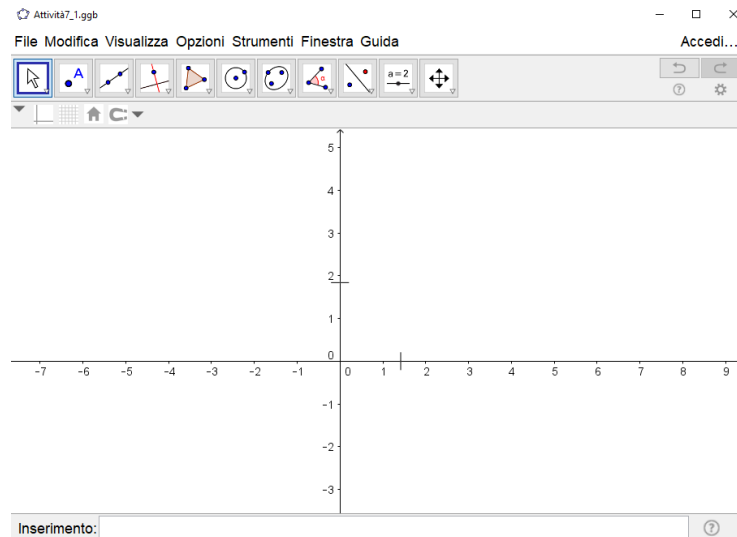 Attività7_1.ggb
File Modifica Visualizza Opzioni Strumenti Finestra Guida Accedi...
A α a=2
5
4
3
2
1
0
-7 -6 -5 -4 -3 -2 -1 0 1 2 3 4 5 6 7 8 9
-1
-2
-3
Inserimento: